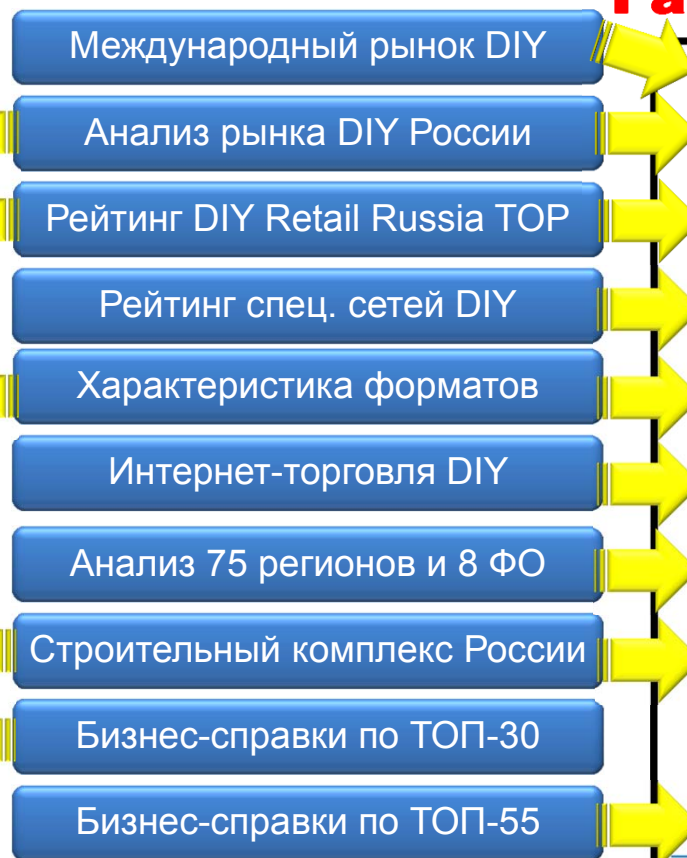 Международный рынок DIY
Анализ рынка DIY России
Рейтинг DIY Retail Russia TOP
Рейтинг спец. сетей DIY
Характеристика форматов
Интернет-торговля DIY
Анализ 75 регионов и 8 ФО
Строительный комплекс России
Бизнес-справки по ТОП-30
Бизнес-справки по ТОП-55